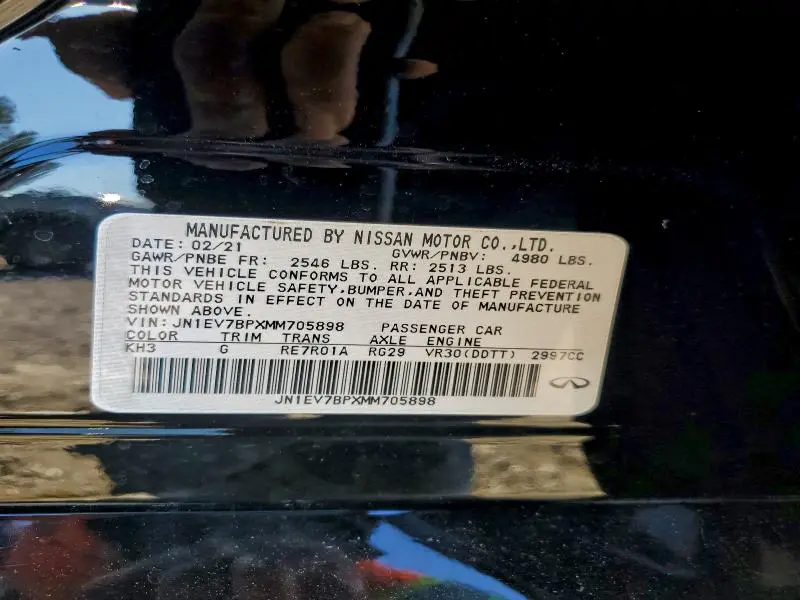 MANUFACTURED BY NISSAN MOTOR CO.,LTD.
DATE: 02/21 GVWR/PNBV: 4980 LBS.
GAWR/PNBE FR: 2546 LBS. RR: 2513 LBS.
THIS VEHICLE CONFORMS TO ALL APPLICABLE FEDERAL
MOTOR VEHICLE SAFETY,BUMPER,AND THEFT PREVENTION
STANDARDS IN EFFECT ON THE DATE OF MANUFACTURE
SHOWN ABOVE.
VIN: JN1EV7BPXMM705898 PASSENGER CAR
COLOR TRIM TRANS AXLE ENGINE
KH3 G RE7R01A RG29 VR30(DDTT) 2997CC
JN1EV7BPXMM705898